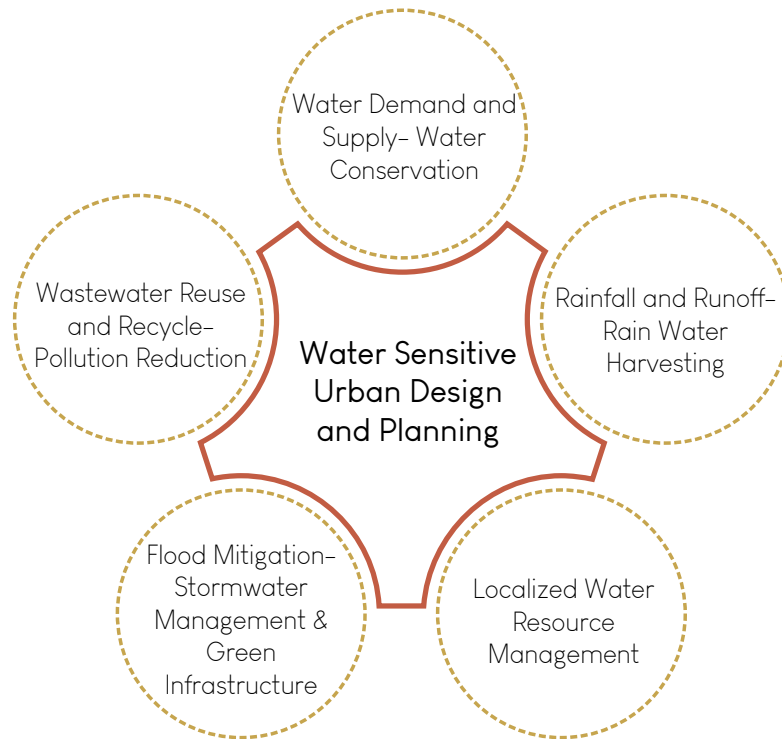 Water Demand and
Supply- Water
Conservation
Wastewater Reuse
and Recycle-
Pollution Reduction
Rainfall and Runoff-
Rain Water
Harvesting
Water Sensitive
Urban Design
and Planning
Flood Mitigation-
Stormwater
Management &
Green
Infrastructure
Localized Water
Resource
Management